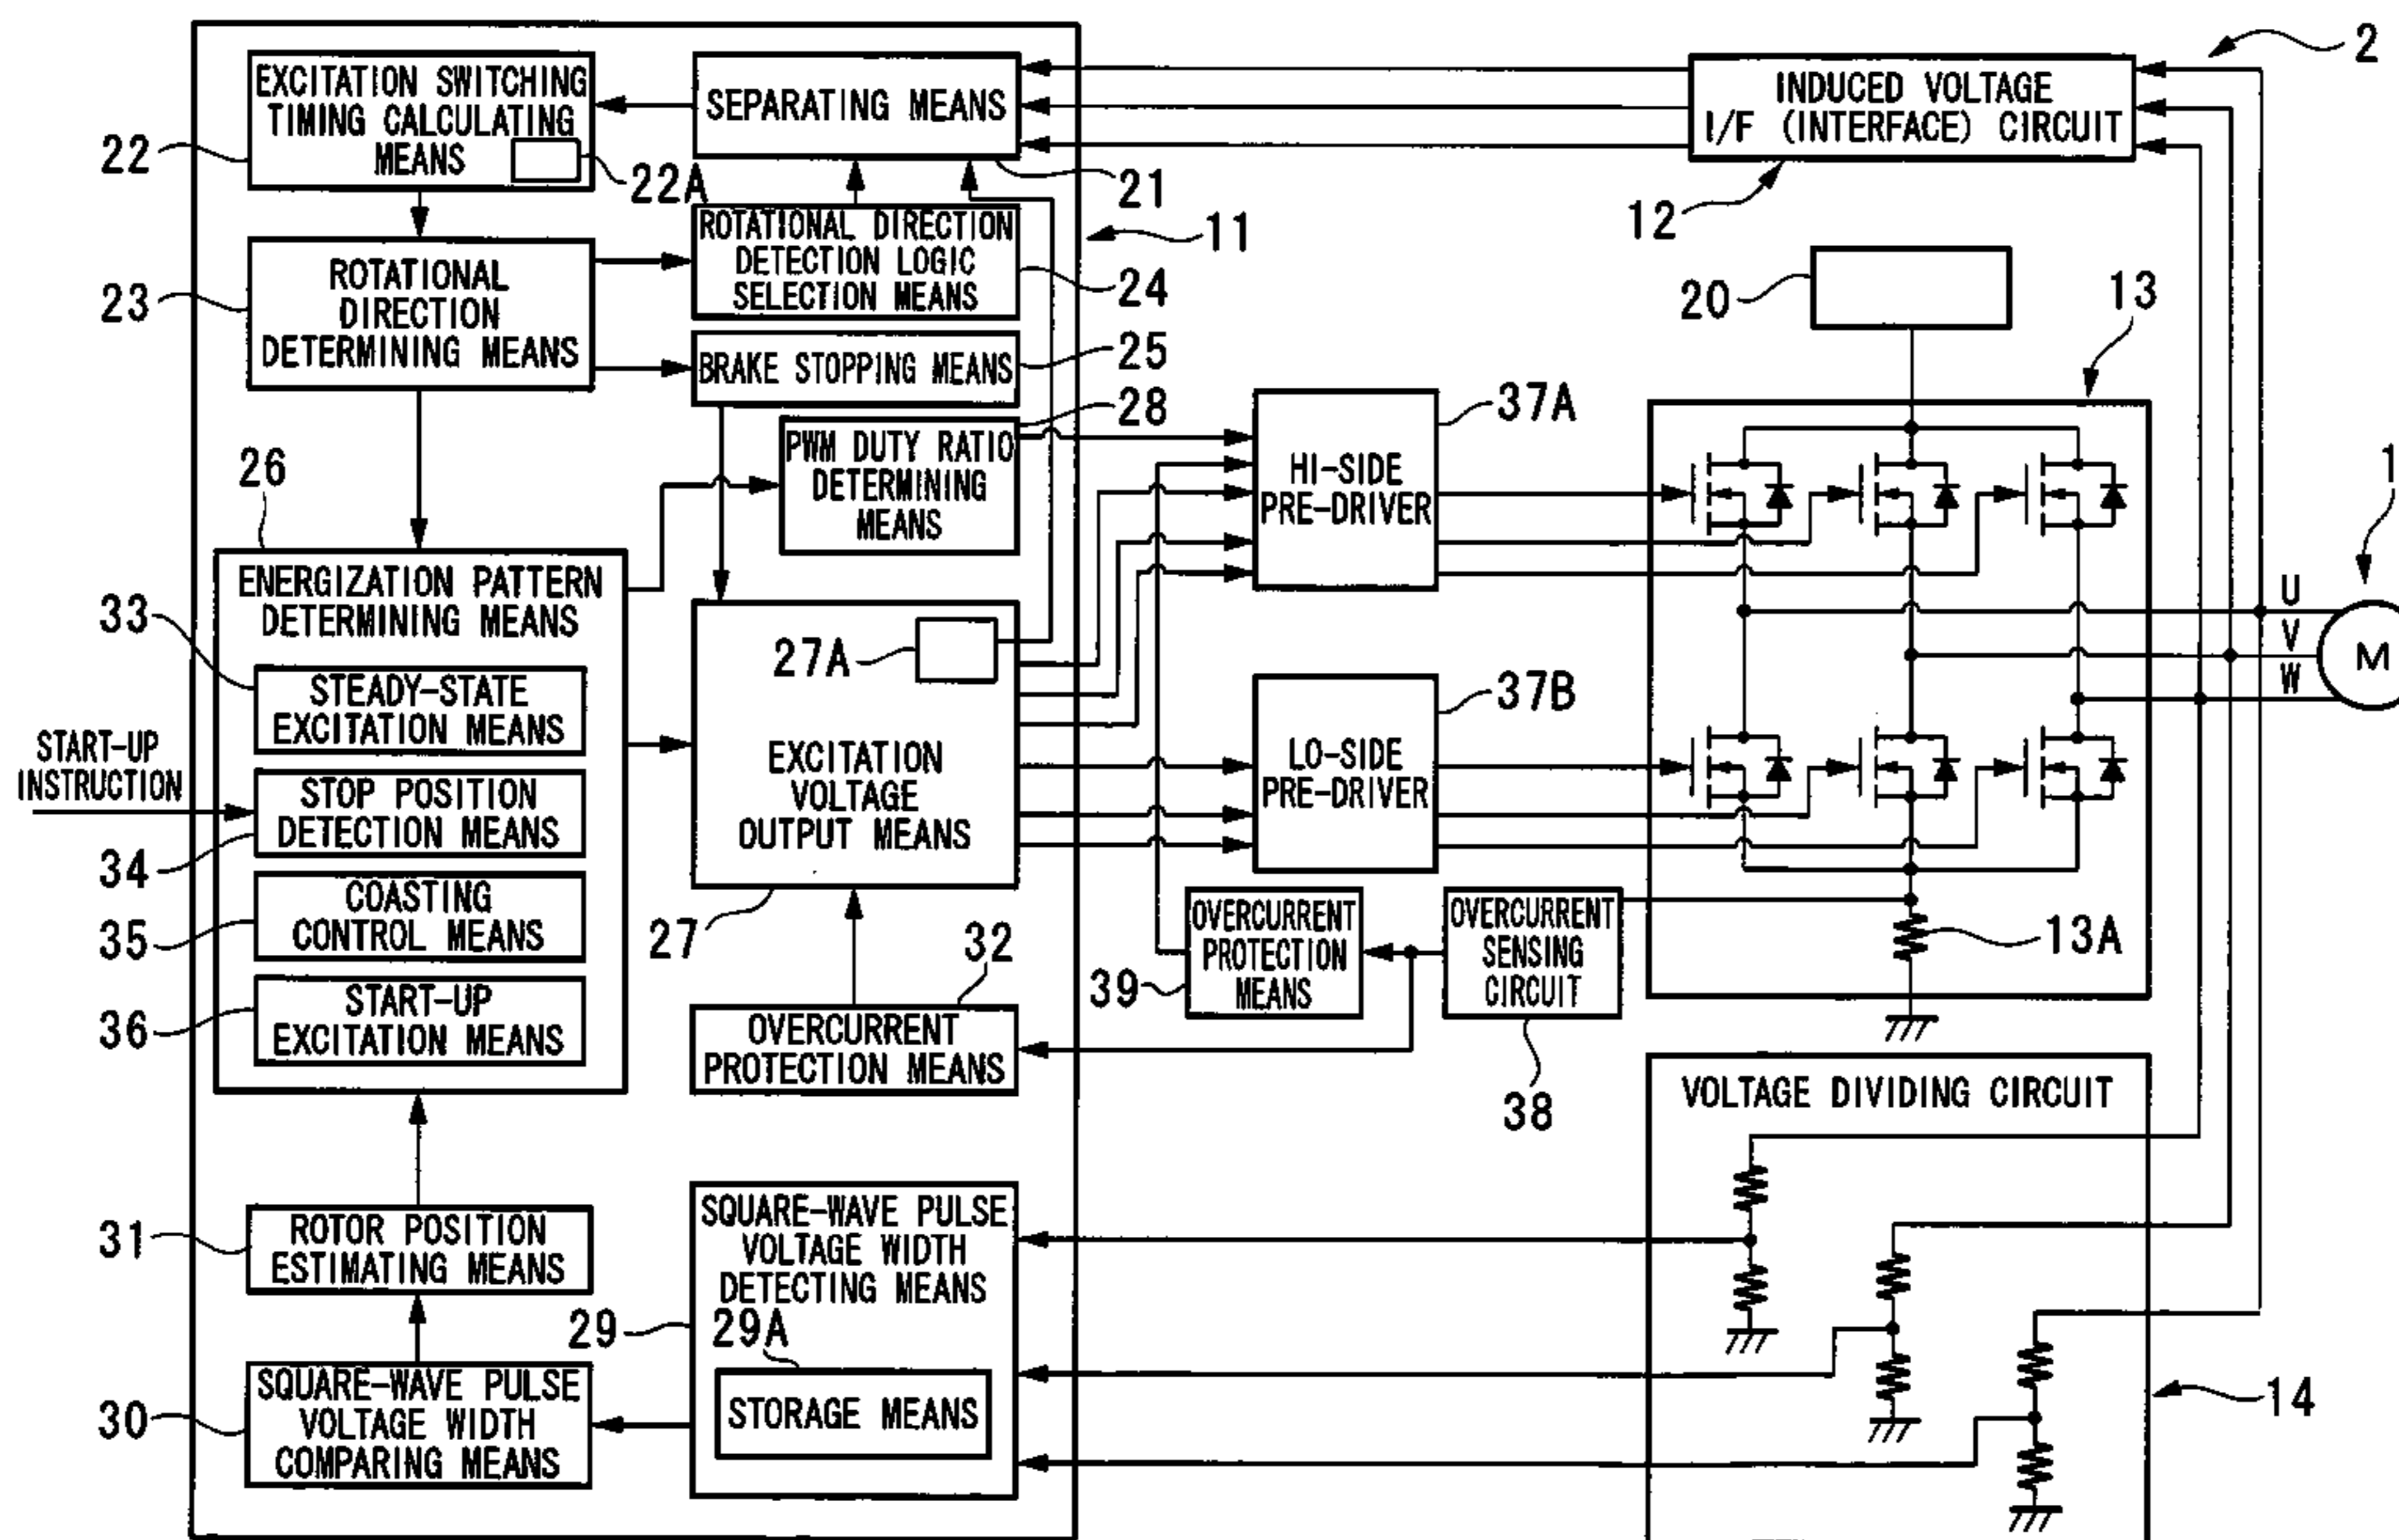 EXCITATION SWITCHING
TIMING CALCULATING
MEANS
22
22A
SEPARATING MEANS
21
INDUCED VOLTAGE
I/F (INTERFACE) CIRCUIT
12
2
ROTATIONAL
DIRECTION
DETERMINING MEANS
23
ROTATIONAL DIRECTION
DETECTION LOGIC
SELECTION MEANS
24
11
20
13
BRAKE STOPPING MEANS
25
PWM DUTY RATIO
DETERMINING
MEANS
28
HI-SIDE
PRE-DRIVER
37A
26
ENERGIZATION PATTERN
DETERMINING MEANS
33
STEADY-STATE
EXCITATION MEANS
START-UP
INSTRUCTION
STOP POSITION
DETECTION MEANS
34
COASTING
CONTROL MEANS
35
START-UP
EXCITATION MEANS
36
27A
EXCITATION
VOLTAGE
OUTPUT MEANS
27
LO-SIDE
PRE-DRIVER
37B
U
V
W
M
1
13A
OVERCURRENT
PROTECTION
MEANS
39
OVERCURRENT
SENSING
CIRCUIT
38
32
OVERCURRENT
PROTECTION MEANS
VOLTAGE DIVIDING CIRCUIT
14
31
ROTOR POSITION
ESTIMATING MEANS
SQUARE-WAVE PULSE
VOLTAGE WIDTH
DETECTING MEANS
29
29A
STORAGE MEANS
30
SQUARE-WAVE PULSE
VOLTAGE WIDTH
COMPARING MEANS